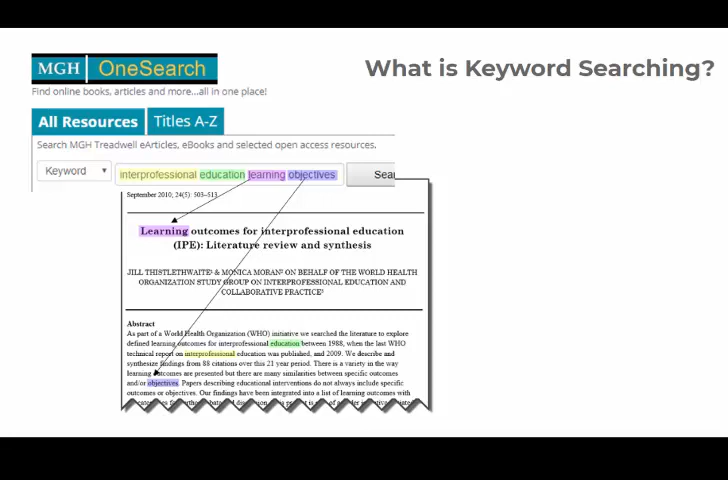 MGH OneSearch
What is Keyword Searching?
Find online books, articles and more...all in one place!
All Resources Titles A-Z
Search MGH Treadwell eArticles, eBooks and selected open access resources.
Keyword interprofessional education learning objectives Sear
September 2010; 24(5): 503–513
Learning outcomes for interprofessional education
(IPE): Literature review and synthesis
JILL THISTLETHWAITE¹ & MONICA MORAN² ON BEHALF OF THE WORLD HEALTH
ORGANIZATION STUDY GROUP ON INTERPROFESSIONAL EDUCATION AND
COLLABORATIVE PRACTICE³
Abstract
As part of a World Health Organization (WHO) initiative we searched the literature to explore
defined learning outcomes for interprofessional education between 1988, when the last WHO
technical report on interprofessional education was published, and 2009. We describe and
synthesize findings from 88 citations over this 21 year period. There is a variety in the way
learning outcomes are presented but there are many similarities between specific outcomes
and/or objectives. Papers describing educational interventions do not always include specific
outcomes or objectives. Our findings have been integrated into a list of learning outcomes with